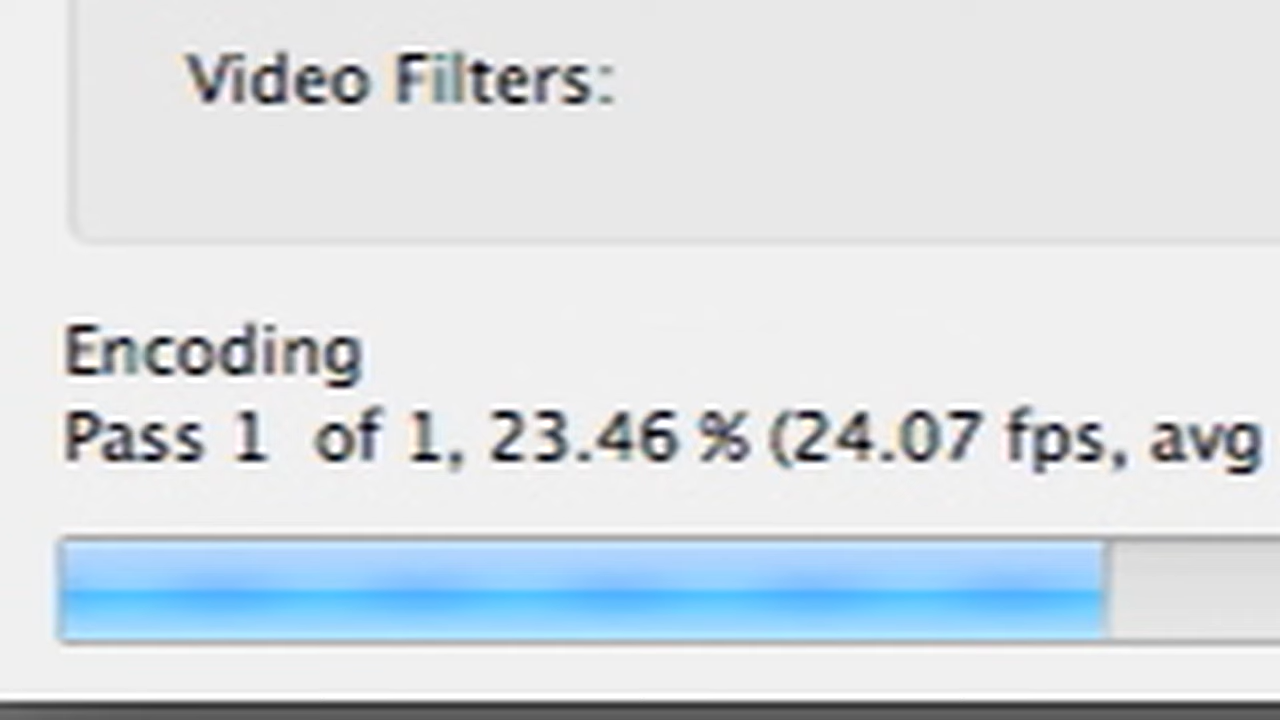 Video Filters:
Encoding
Pass 1  of 1, 23.46 % (24.07 fps, avg